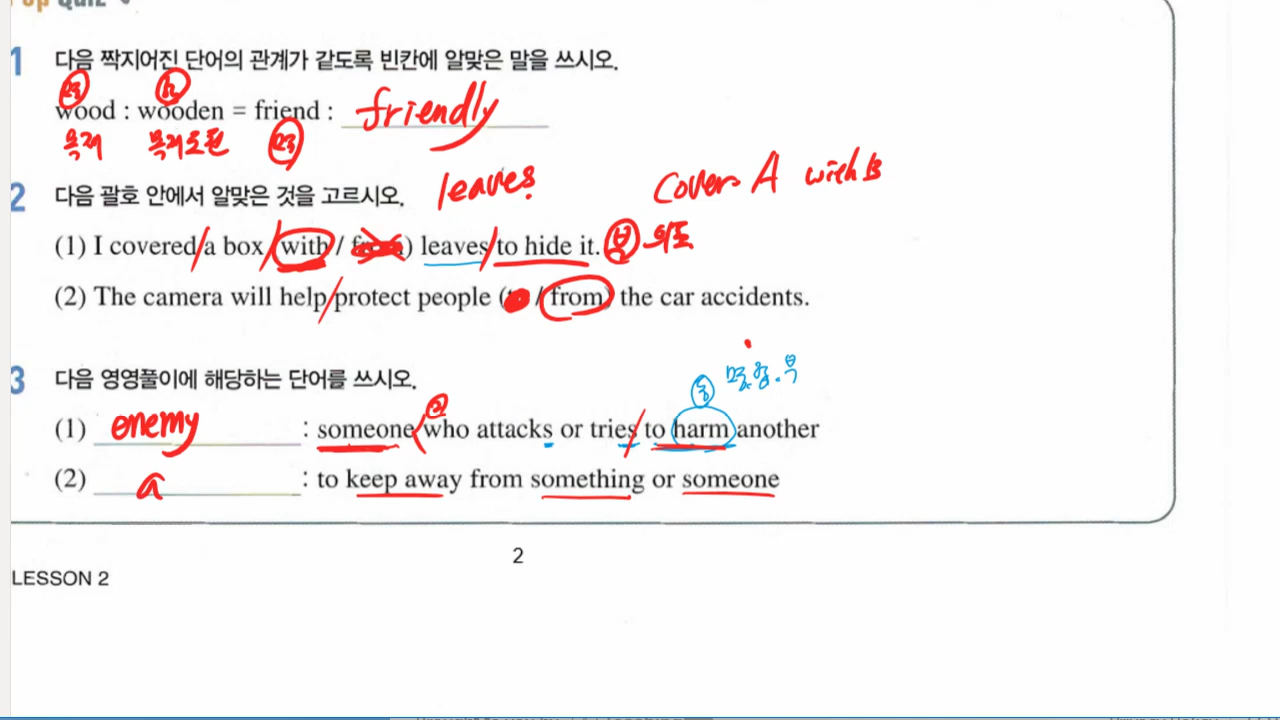 Quiz
1 다음 짝지어진 단어의 관계가 같도록 빈칸에 알맞은 말을 쓰시오.
명 형
wood : wooden = friend : friendly
목재 목재로된 명
2 다음 괄호 안에서 알맞은 것을 고르시오. leaves covers A with B
(1) I covered/a box/(with / ) leaves/to hide it. 부 의도
(2) The camera will help/protect people ( / from) the car accidents.
동 명.형.부
3 다음 영영풀이에 해당하는 단어를 쓰시오.
(1) enemy : someone who attacks or tries/to harm another
(2) a : to keep away from something or someone
2
LESSON 2